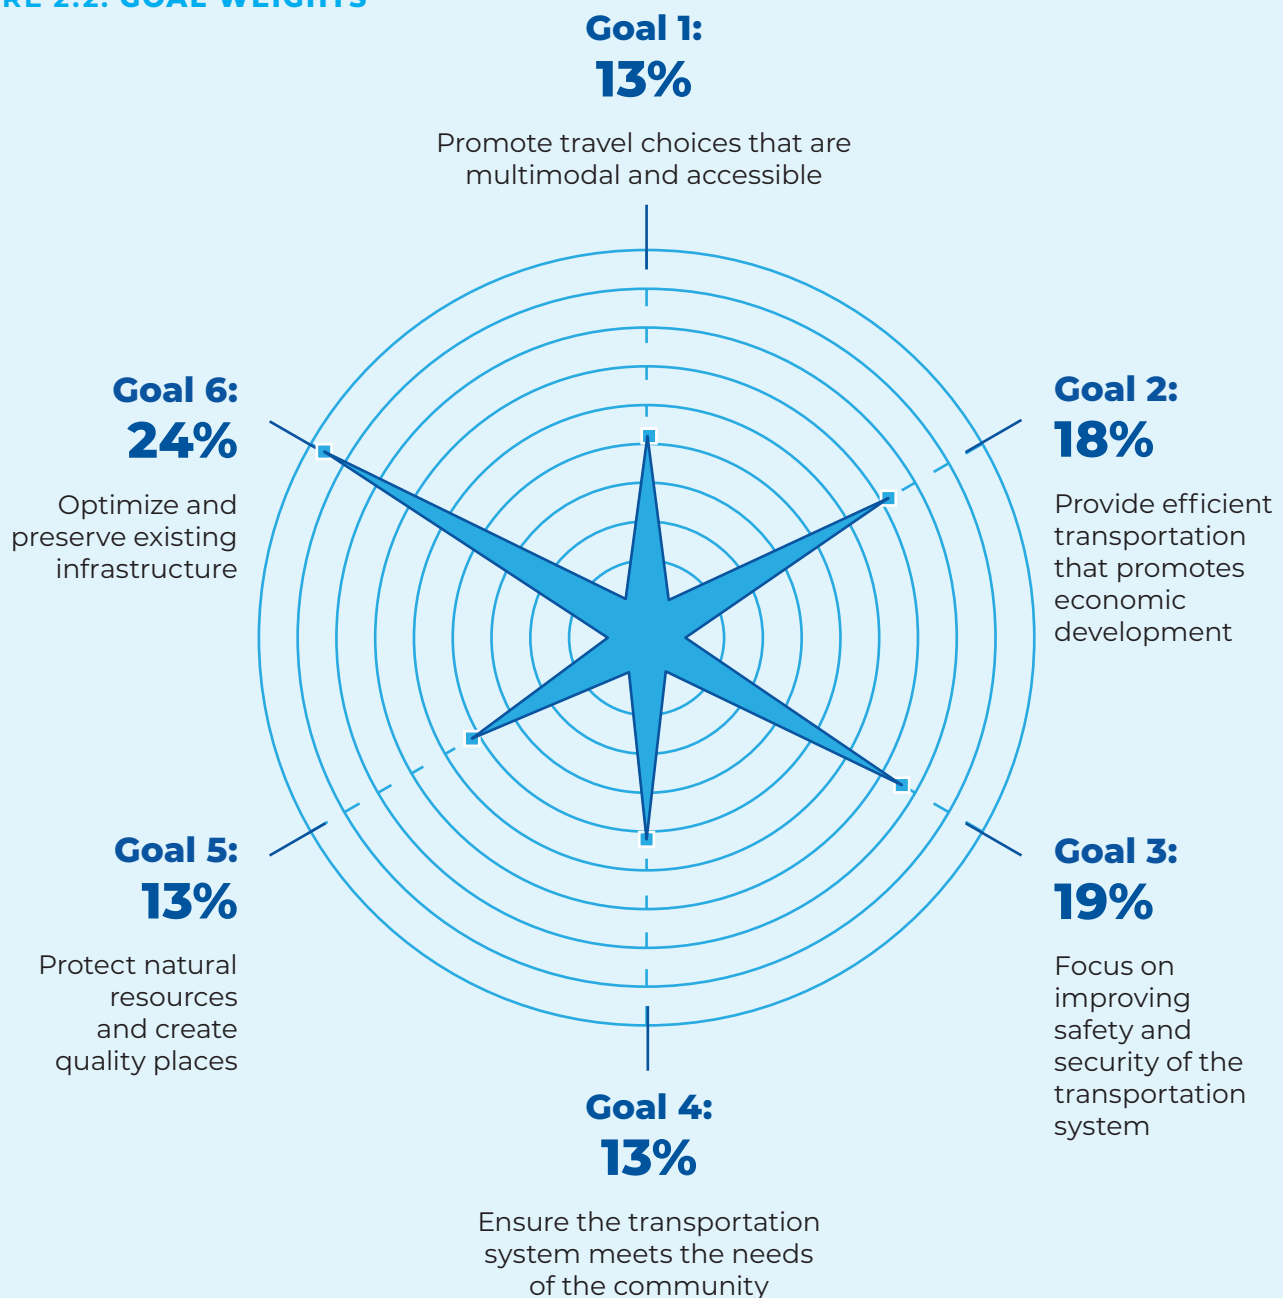 GOAL WEIGHTS
Goal 1:
13%
Promote travel choices that are
multimodal and accessible
Goal 6:
24%
Optimize and
preserve existing
infrastructure
Goal 2:
18%
Provide efficient
transportation
that promotes
economic
development
Goal 5:
13%
Protect natural
resources
and create
quality places
Goal 3:
19%
Focus on
improving
safety and
security of the
transportation
system
Goal 4:
13%
Ensure the transportation
system meets the needs
of the community